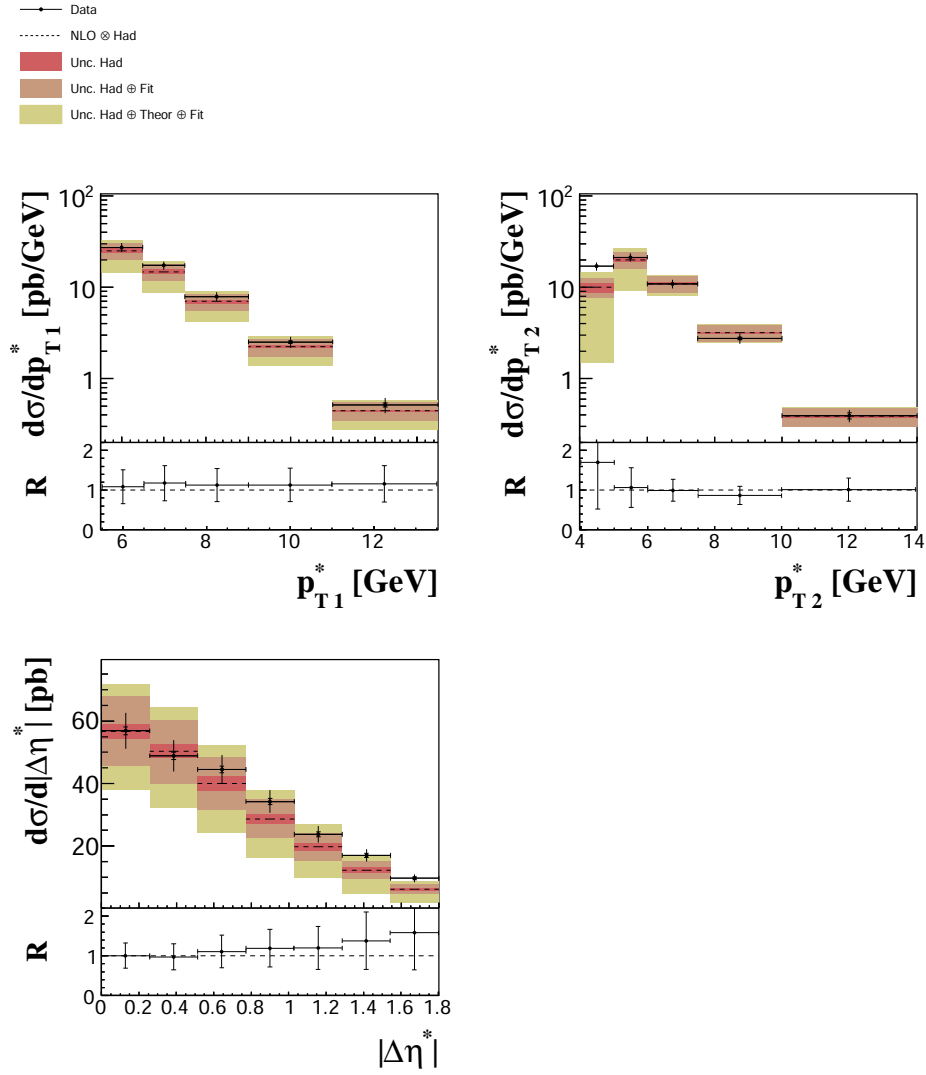 Data
NLO ⊗ Had
Unc. Had
Unc. Had ⊕ Fit
Unc. Had ⊕ Theor ⊕ Fit
dσ/dp*T 1 [pb/GeV]
10²
10
1
R
2
1
0
6 8 10 12
p*T 1 [GeV]
dσ/dp*T 2 [pb/GeV]
10²
10
1
R
2
1
0
4 6 8 10 12 14
p*T 2 [GeV]
dσ/d|Δη*| [pb]
60
40
20
R
2
1
0
0 0.2 0.4 0.6 0.8 1 1.2 1.4 1.6 1.8
|Δη*|